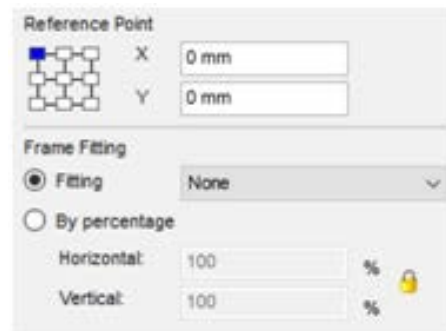 Reference Point
X 0 mm
Y 0 mm
Frame Fitting
Fitting None
By percentage
Horizontal: 100 %
Vertical: 100 %